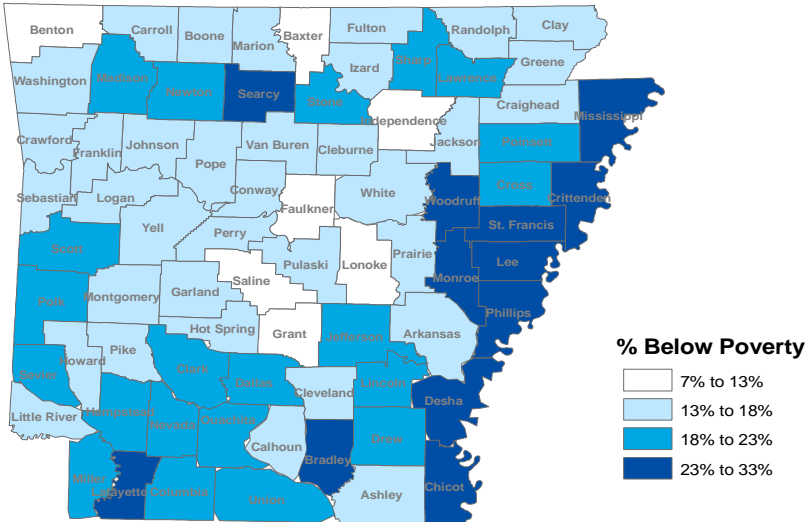 Benton
Carroll
Boone
Marion
Baxter
Fulton
Randolph
Clay
Washington
Madison
Newton
Searcy
Stone
Izard
Sharp
Lawrence
Greene
Independence
Craighead
Mississippi
Crawford
Franklin
Johnson
Pope
Van Buren
Cleburne
Jackson
Poinsett
Sebastian
Logan
Conway
Faulkner
White
Woodruff
Cross
Crittenden
Scott
Yell
Perry
Pulaski
Lonoke
Prairie
St. Francis
Saline
Monroe
Lee
Polk
Montgomery
Garland
Hot Spring
Grant
Jefferson
Arkansas
Phillips
Howard
Pike
Sevier
Clark
Dallas
Cleveland
Lincoln
Desha
Little River
Hempstead
Nevada
Ouachita
Calhoun
Bradley
Drew
Miller
Lafayette
Columbia
Union
Ashley
Chicot
% Below Poverty
7% to 13%
13% to 18%
18% to 23%
23% to 33%